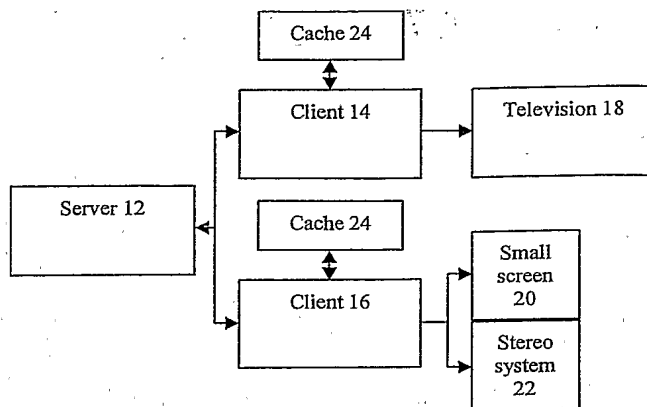 Cache 24
Client 14
Television 18
Server 12
Cache 24
Client 16
Small
screen
20
Stereo
system
22